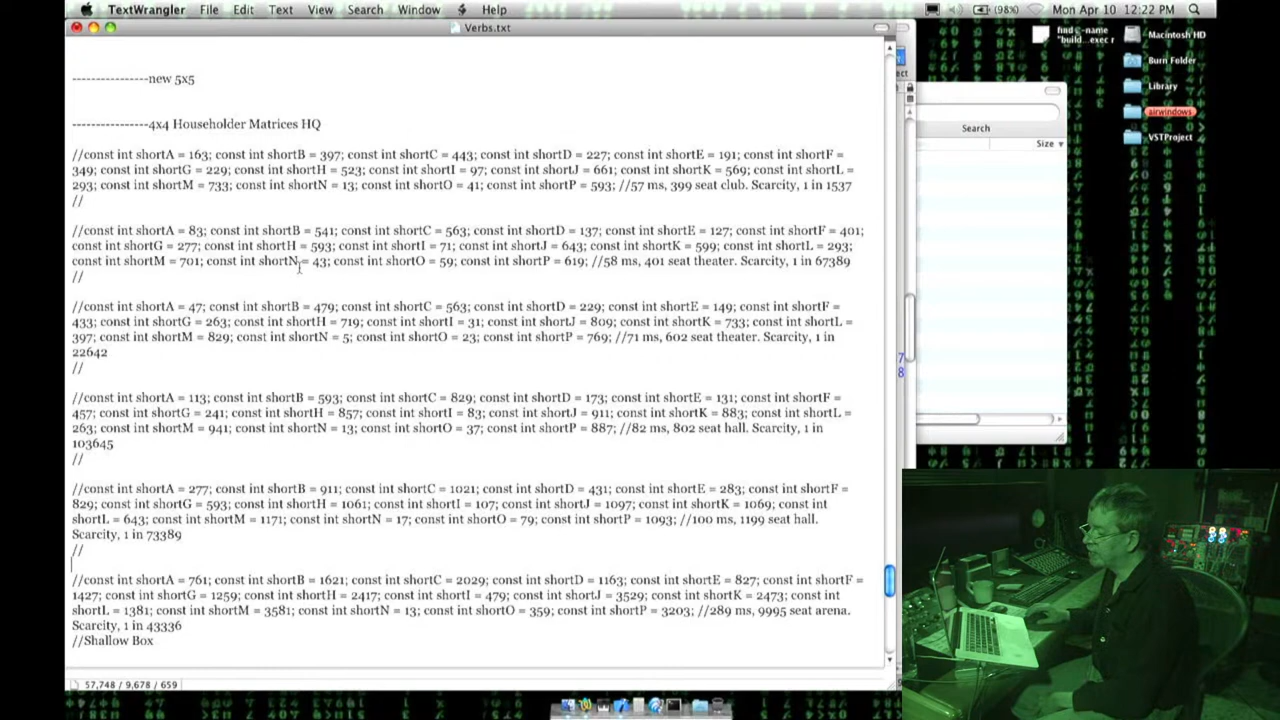 TextWrangler File Edit Text View Search Window Help (98%) Mon Apr 10 12:22 PM
Verbs.txt
find -name
"build...exec r
Macintosh HD
Burn Folder
Library
airwindows
VSTProject
Search
Size
---------------new 5x5
---------------4x4 Householder Matrices HQ
//const int shortA = 163; const int shortB = 397; const int shortC = 443; const int shortD = 227; const int shortE = 191; const int shortF =
349; const int shortG = 229; const int shortH = 523; const int shortI = 97; const int shortJ = 661; const int shortK = 569; const int shortL =
293; const int shortM = 733; const int shortN = 13; const int shortO = 41; const int shortP = 593; //57 ms, 399 seat club. Scarcity, 1 in 1537
//
//const int shortA = 83; const int shortB = 541; const int shortC = 563; const int shortD = 137; const int shortE = 127; const int shortF = 401;
const int shortG = 277; const int shortH = 593; const int shortI = 71; const int shortJ = 643; const int shortK = 599; const int shortL = 293;
const int shortM = 701; const int shortN = 43; const int shortO = 59; const int shortP = 619; //58 ms, 401 seat theater. Scarcity, 1 in 67389
//
//const int shortA = 47; const int shortB = 479; const int shortC = 563; const int shortD = 229; const int shortE = 149; const int shortF =
433; const int shortG = 263; const int shortH = 719; const int shortI = 31; const int shortJ = 809; const int shortK = 733; const int shortL =
397; const int shortM = 829; const int shortN = 5; const int shortO = 23; const int shortP = 769; //71 ms, 602 seat theater. Scarcity, 1 in
22642
//
//const int shortA = 113; const int shortB = 593; const int shortC = 829; const int shortD = 173; const int shortE = 131; const int shortF =
457; const int shortG = 241; const int shortH = 857; const int shortI = 83; const int shortJ = 911; const int shortK = 883; const int shortL =
263; const int shortM = 941; const int shortN = 13; const int shortO = 37; const int shortP = 887; //82 ms, 802 seat hall. Scarcity, 1 in
103645
//
//const int shortA = 277; const int shortB = 911; const int shortC = 1021; const int shortD = 431; const int shortE = 283; const int shortF =
829; const int shortG = 593; const int shortH = 1061; const int shortI = 107; const int shortJ = 1097; const int shortK = 1069; const int
shortL = 643; const int shortM = 1171; const int shortN = 17; const int shortO = 79; const int shortP = 1093; //100 ms, 1199 seat hall.
Scarcity, 1 in 73389
//
//const int shortA = 761; const int shortB = 1621; const int shortC = 2029; const int shortD = 1163; const int shortE = 827; const int shortF =
1427; const int shortG = 1259; const int shortH = 2417; const int shortI = 479; const int shortJ = 3529; const int shortK = 2473; const int
shortL = 1381; const int shortM = 3581; const int shortN = 13; const int shortO = 359; const int shortP = 3203; //289 ms, 9995 seat arena.
Scarcity, 1 in 43336
//Shallow Box
57,748 / 9,678 / 659